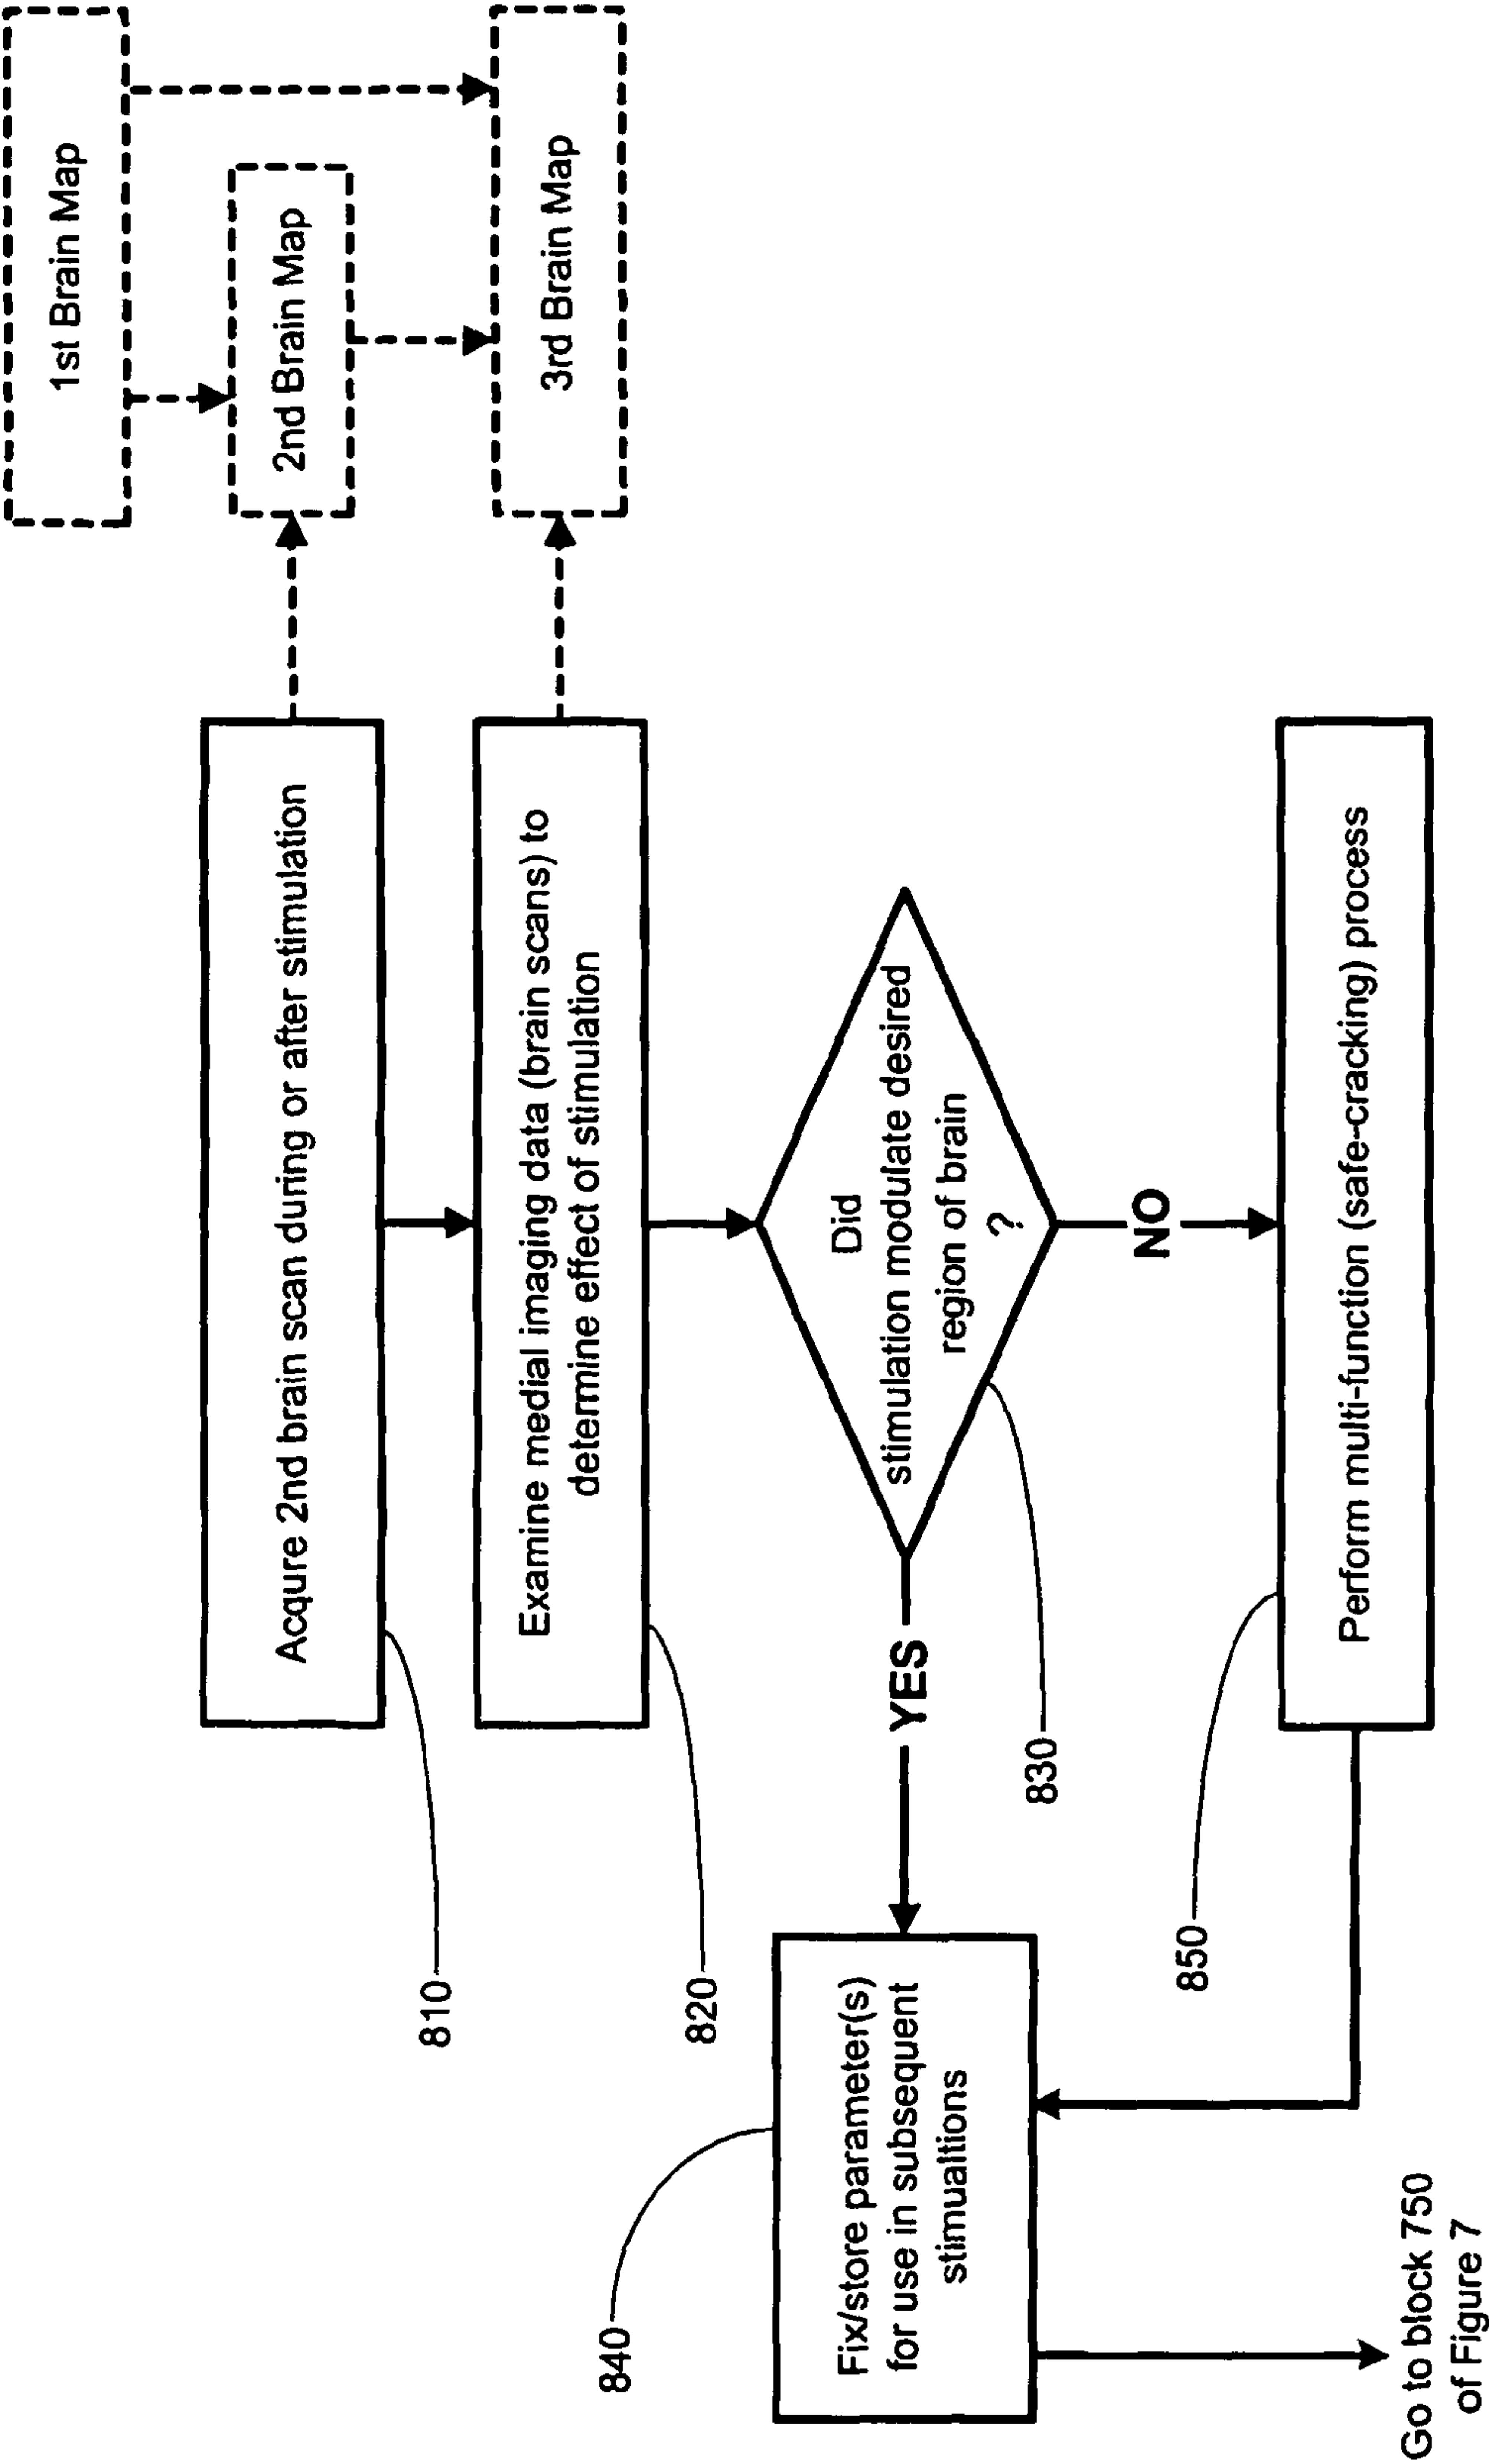 1st Brain Map
Acqure 2nd brain scan during or after stimulation
2nd Brain Map
810
Examine medial imaging data (brain scans) to
determine effect of stimulation
3rd Brain Map
820
Did
stimulation modulate desired
region of brain
?
YES
830
840
Fix/store parameter(s)
for use in subsequent
stimualtions
NO
850
Perform multi-function (safe-cracking) process
Go to block 750
of Figure 7